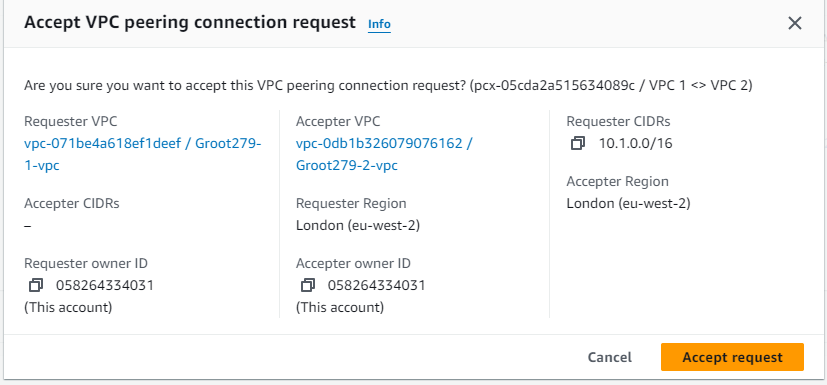 Accept VPC peering connection request Info
Are you sure you want to accept this VPC peering connection request? (pcx-05cda2a515634089c / VPC 1 <> VPC 2)
Requester VPC
vpc-071be4a618ef1deef / Groot279-
1-vpc
Accepter CIDRs
–
Requester owner ID
058264334031
(This account)
Accepter VPC
vpc-0db1b326079076162 /
Groot279-2-vpc
Requester Region
London (eu-west-2)
Accepter owner ID
058264334031
(This account)
Requester CIDRs
10.1.0.0/16
Accepter Region
London (eu-west-2)
Cancel
Accept request